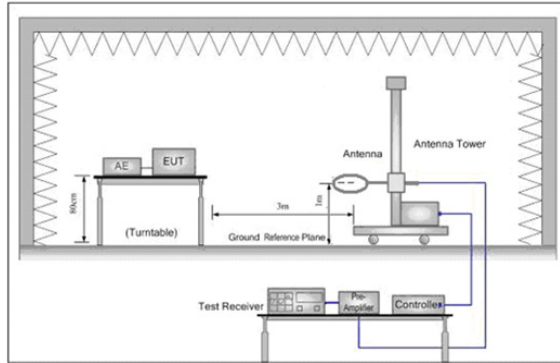 AE
EUT
Antenna
Antenna Tower
80cm
(Turntable)
3m
1m
Ground Reference Plane
Test Receiver
Pre-
Amplifier
Controller